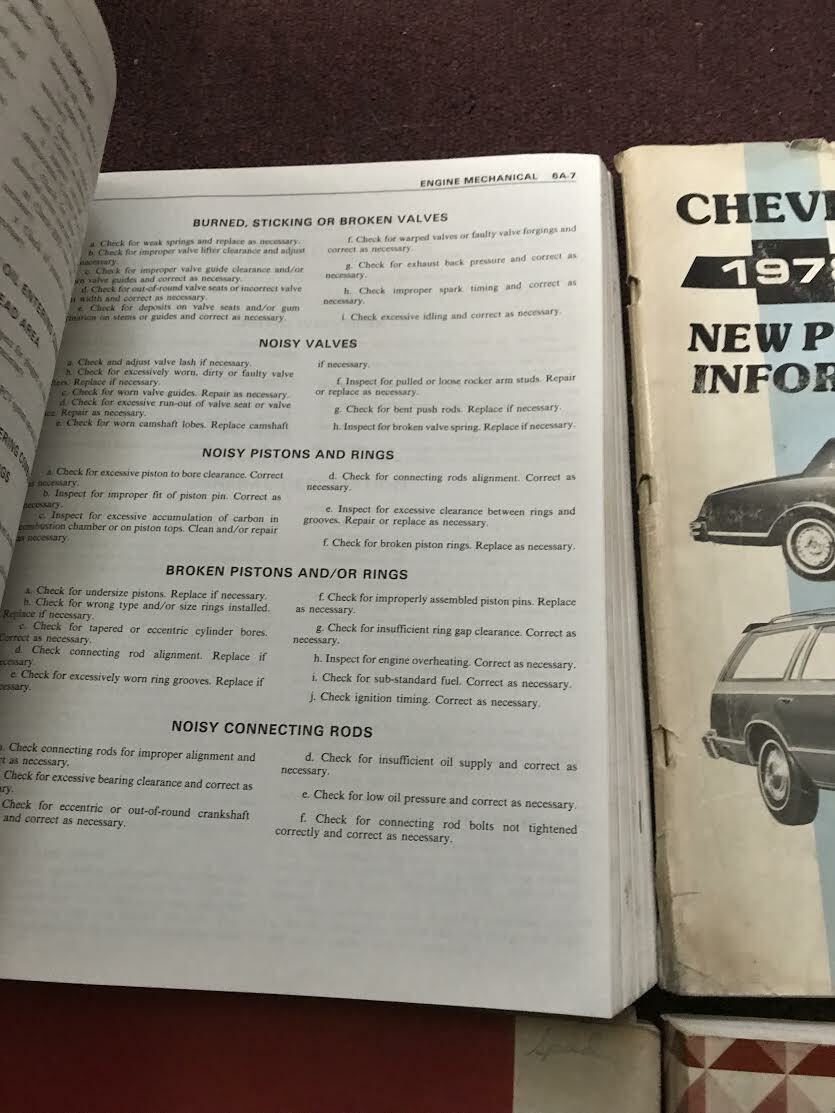 OR ENTERING
EAD AREA
ENGINE MECHANICAL 6A-7
BURNED, STICKING OR BROKEN VALVES
a. Check for weak springs and replace as necessary.
b. Check for improper valve lifter clearance and adjust
necessary.
c. Check for improper valve guide clearance and/or
valve guides and correct as necessary.
d. Check for out-of-round valve seats or incorrect valve
width and correct as necessary.
e. Check for deposits on valve seats and/or gum
on stems or guides and correct as necessary.
f. Check for warped valves or faulty valve forgings and
correct as necessary.
g. Check for exhaust back pressure and correct as
necessary.
h. Check improper spark timing and correct as
necessary.
i. Check excessive idling and correct as necessary.
NOISY VALVES
a. Check and adjust valve lash if necessary.
b. Check for excessively worn, dirty or faulty valve
Replace if necessary.
c. Check for worn valve guides. Repair as necessary.
d. Check for excessive run-out of valve seat or valve
Repair as necessary.
e. Check for worn camshaft lobes. Replace camshaft
if necessary.
f. Inspect for pulled or loose rocker arm studs. Repair
or replace as necessary.
g. Check for bent push rods. Replace if necessary.
h. Inspect for broken valve spring. Replace if necessary.
NOISY PISTONS AND RINGS
a. Check for excessive piston to bore clearance. Correct
as necessary.
b. Inspect for improper fit of piston pin. Correct as
necessary.
c. Inspect for excessive accumulation of carbon in
combustion chamber or on piston tops. Clean and/or repair
as necessary.
d. Check for connecting rods alignment. Correct as
necessary.
e. Inspect for excessive clearance between rings and
grooves. Repair or replace as necessary.
f. Check for broken piston rings. Replace as necessary.
BROKEN PISTONS AND/OR RINGS
a. Check for undersize pistons. Replace if necessary.
b. Check for wrong type and/or size rings installed.
Replace if necessary.
c. Check for tapered or eccentric cylinder bores.
Correct as necessary.
d. Check connecting rod alignment. Replace if
necessary
e. Check for excessively worn ring grooves. Replace if
necessary.
f. Check for improperly assembled piston pins. Replace
as necessary.
g. Check for insufficient ring gap clearance. Correct as
necessary.
h. Inspect for engine overheating. Correct as necessary.
i. Check for sub-standard fuel. Correct as necessary.
j. Check ignition timing. Correct as necessary.
NOISY CONNECTING RODS
Check connecting rods for improper alignment and
as necessary.
Check for excessive bearing clearance and correct as
Check for eccentric or out-of-round crankshaft
and correct as necessary.
d. Check for insufficient oil supply and correct as
necessary.
e. Check for low oil pressure and correct as necessary.
f. Check for connecting rod bolts not tightened
correctly and correct as necessary.
CHEV
1978
NEW P
INFOR